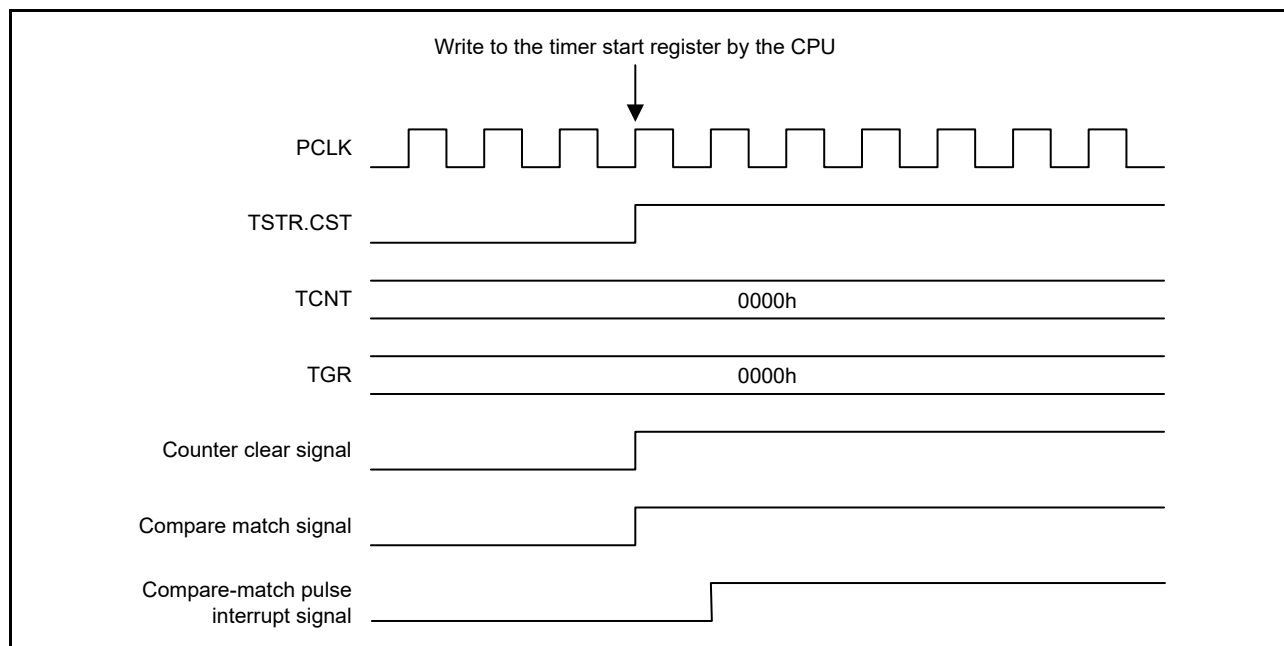 Write to the timer start register by the CPU
PCLK
TSTR.CST
TCNT
0000h
TGR
0000h
Counter clear signal
Compare match signal
Compare-match pulse
interrupt signal